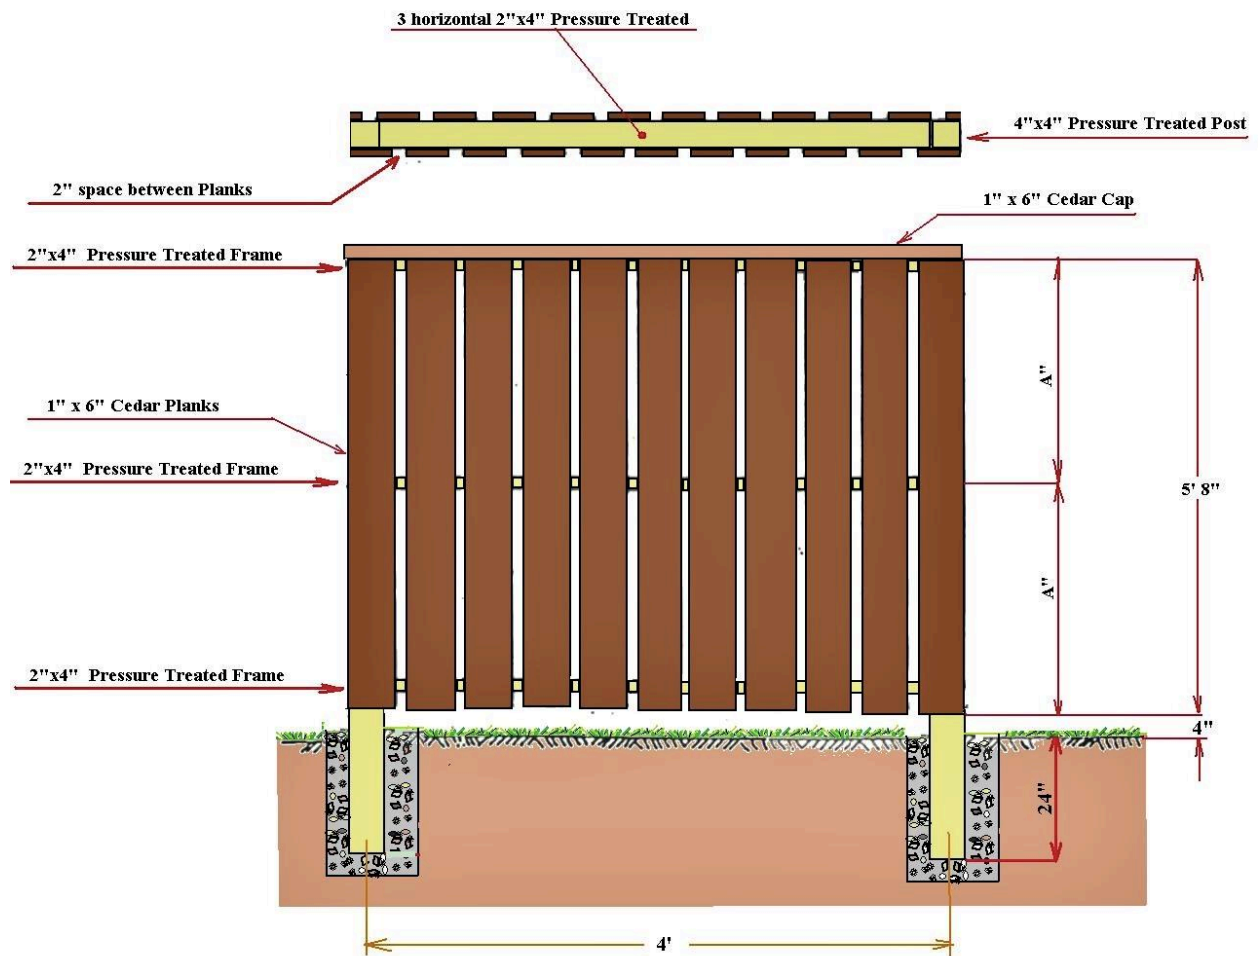 3 horizontal 2"x4" Pressure Treated
4"x4" Pressure Treated Post
2" space between Planks
1" x 6" Cedar Cap
2"x4" Pressure Treated Frame
A"
1" x 6" Cedar Planks
2"x4" Pressure Treated Frame
5' 8"
A"
2"x4" Pressure Treated Frame
4"
24"
4'